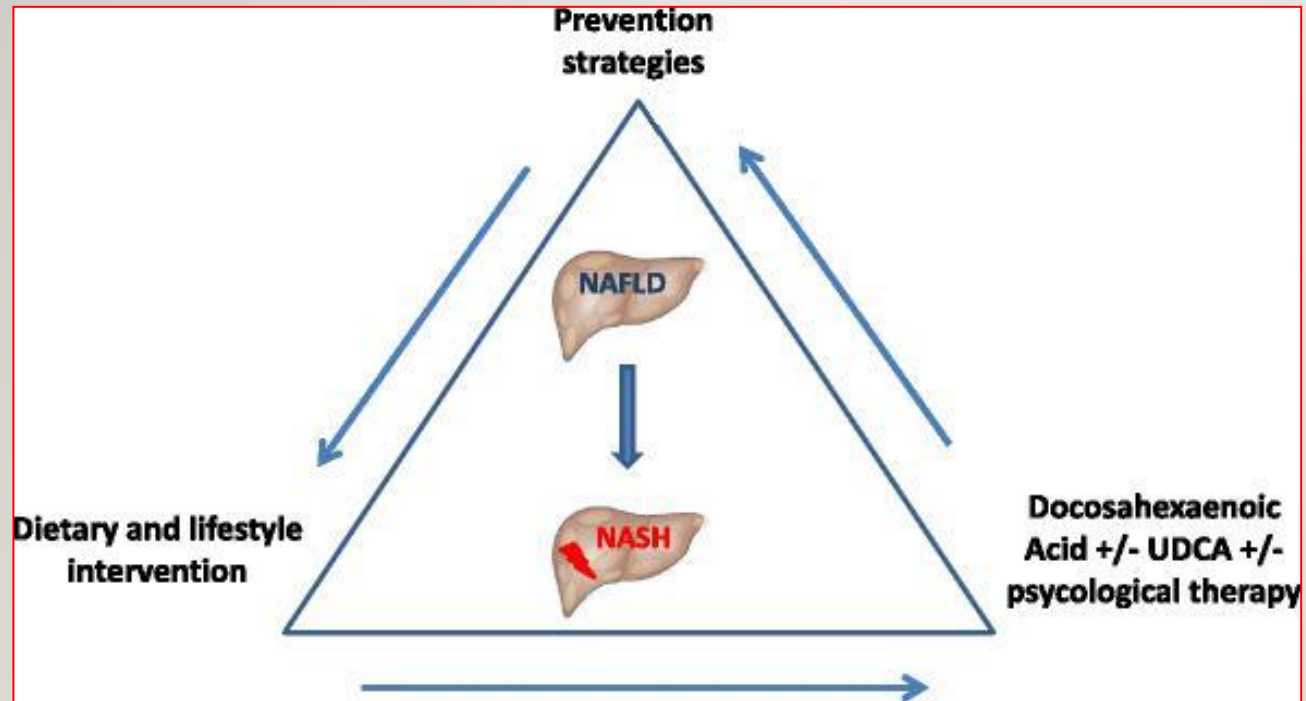 Prevention
strategies
NAFLD
NASH
Dietary and lifestyle
intervention
Docosahexaenoic
Acid +/- UDCA +/-
psycological therapy